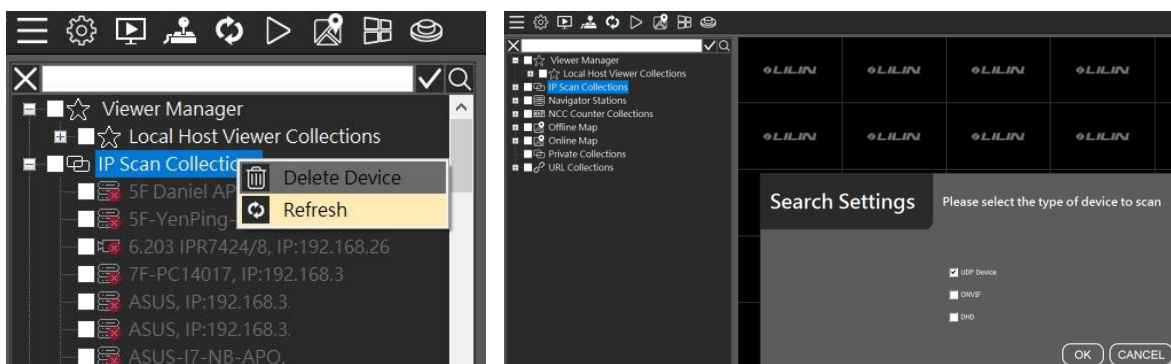 Viewer Manager
Local Host Viewer Collections
IP Scan Collectio
Delete Device
Refresh
5F Daniel AP
5F-YenPing-
6.203 IPR7424/8, IP:192.168.26
7F-PC14017, IP:192.168.3
ASUS, IP:192.168.3.
ASUS, IP:192.168.3.
ASUS-I7-NB-APO,
Viewer Manager
Local Host Viewer Collections
IP Scan Collections
Navigator Stations
NCC Counter Collections
Offline Map
Online Map
Private Collections
URL Collections
LILIN LILIN LILIN LILIN
LILIN LILIN LILIN LILIN
Search Settings
Please select the type of device to scan
UDP Device
ONVIF
DHD
OK
CANCEL